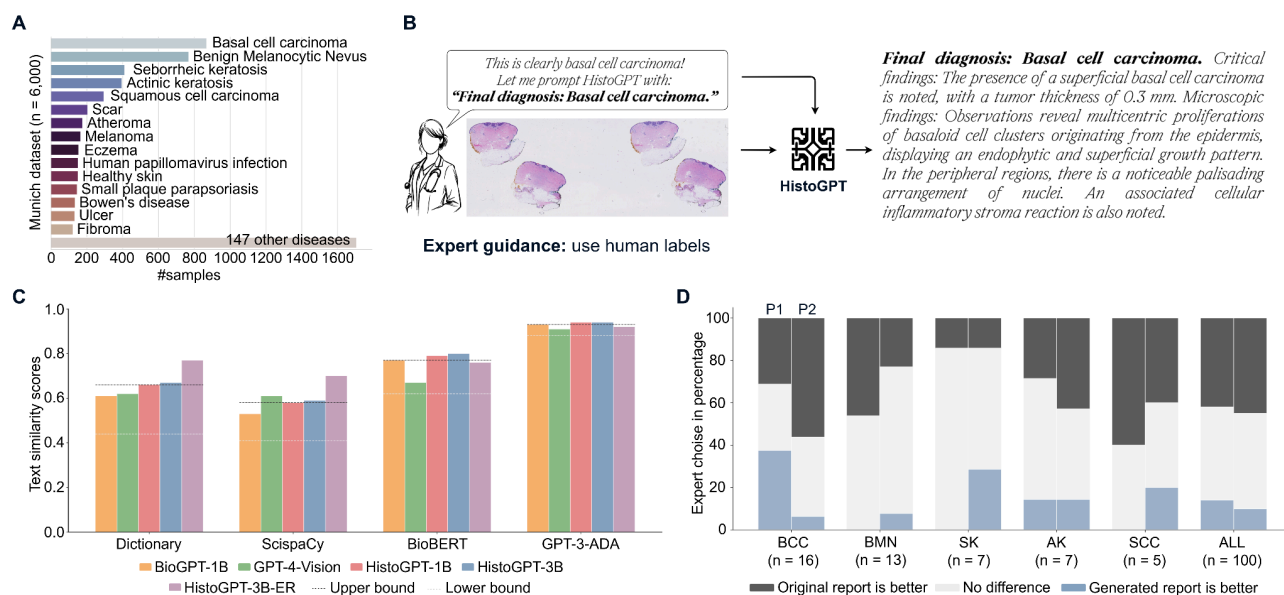 A
Munich dataset (n = 6,000)
Basal cell carcinoma
Benign Melanocytic Nevus
Seborrheic keratosis
Actinic keratosis
Squamous cell carcinoma
Scar
Atheroma
Melanoma
Eczema
Human papillomavirus infection
Healthy skin
Small plaque parapsoriasis
Bowen's disease
Ulcer
Fibroma
147 other diseases
0 200 400 600 800 1000 1200 1400 1600
#samples
B
This is clearly basal cell carcinoma!
Let me prompt HistoGPT with:
“Final diagnosis: Basal cell carcinoma.”
HistoGPT
Expert guidance: use human labels
Final diagnosis: Basal cell carcinoma. Critical
findings: The presence of a superficial basal cell carcinoma
is noted, with a tumor thickness of 0.3 mm. Microscopic
findings: Observations reveal multicentric proliferations
of basaloid cell clusters originating from the epidermis,
displaying an endophytic and superficial growth pattern.
In the peripheral regions, there is a noticeable palisading
arrangement of nuclei. An associated cellular
inflammatory stroma reaction is also noted.
C
Text similarity scores
1.0
0.8
0.6
0.4
0.2
0.0
Dictionary ScispaCy BioBERT GPT-3-ADA
BioGPT-1B GPT-4-Vision HistoGPT-1B HistoGPT-3B
HistoGPT-3B-ER Upper bound Lower bound
D
Expert choise in percentage
P1 P2
100
80
60
40
20
0
BCC BMN SK AK SCC ALL
(n = 16) (n = 13) (n = 7) (n = 7) (n = 5) (n = 100)
Original report is better No difference Generated report is better